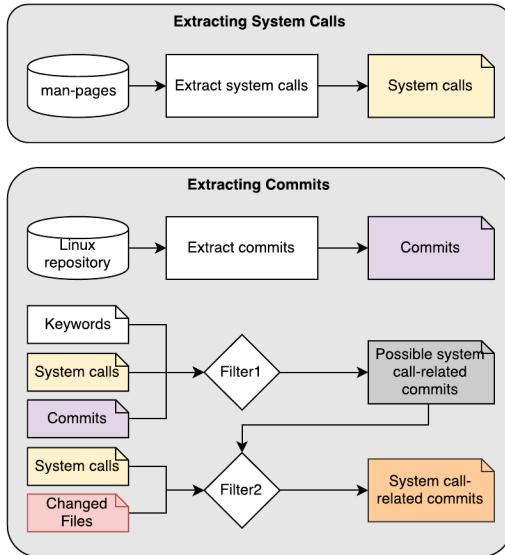 Extracting System Calls
man-pages
Extract system calls
System calls
Extracting Commits
Linux
repository
Extract commits
Commits
Keywords
System calls
Commits
Filter1
Possible system
call-related
commits
System calls
Changed
Files
Filter2
System call-
related commits